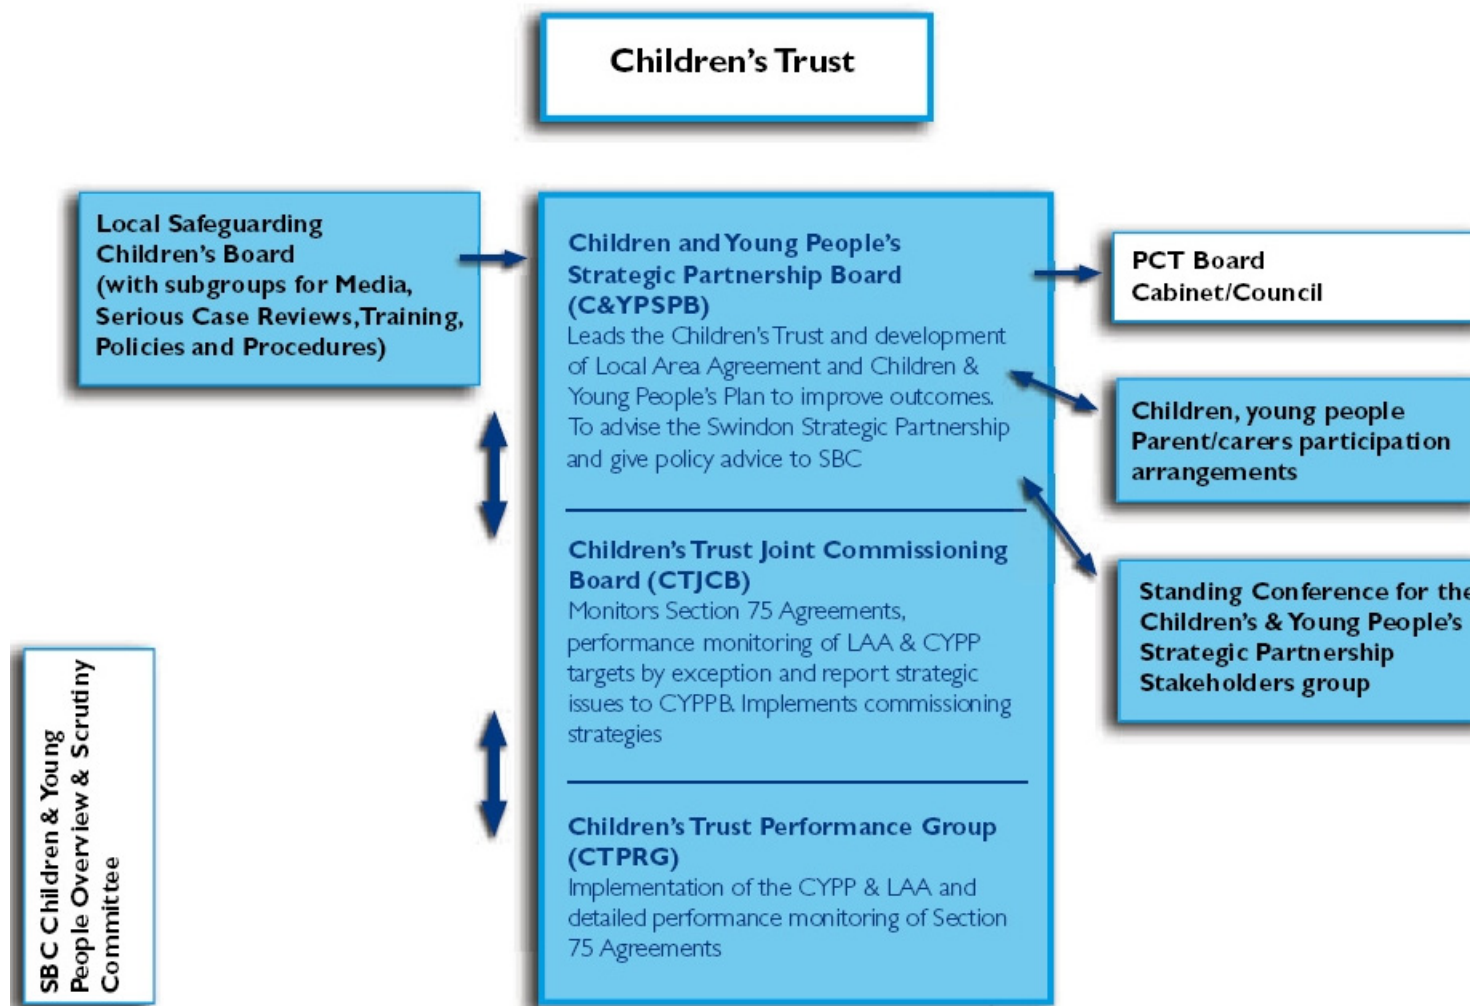 Children's Trust
Local Safeguarding
Children's Board
(with subgroups for Media,
Serious Case Reviews, Training,
Policies and Procedures)
Children and Young People's
Strategic Partnership Board
(C&YPSPB)
Leads the Children's Trust and development
of Local Area Agreement and Children &
Young People's Plan to improve outcomes.
To advise the Swindon Strategic Partnership
and give policy advice to SBC
Children's Trust Joint Commissioning
Board (CTJCB)
Monitors Section 75 Agreements,
performance monitoring of LAA & CYPP
targets by exception and report strategic
issues to CYPPB. Implements commissioning
strategies
Children's Trust Performance Group
(CTPRG)
Implementation of the CYPP & LAA and
detailed performance monitoring of Section
75 Agreements
PCT Board
Cabinet/Council
Children, young people
Parent/carers participation
arrangements
Standing Conference for the
Children's & Young People's
Strategic Partnership
Stakeholders group
SBC Children & Young
People Overview & Scrutiny
Committee